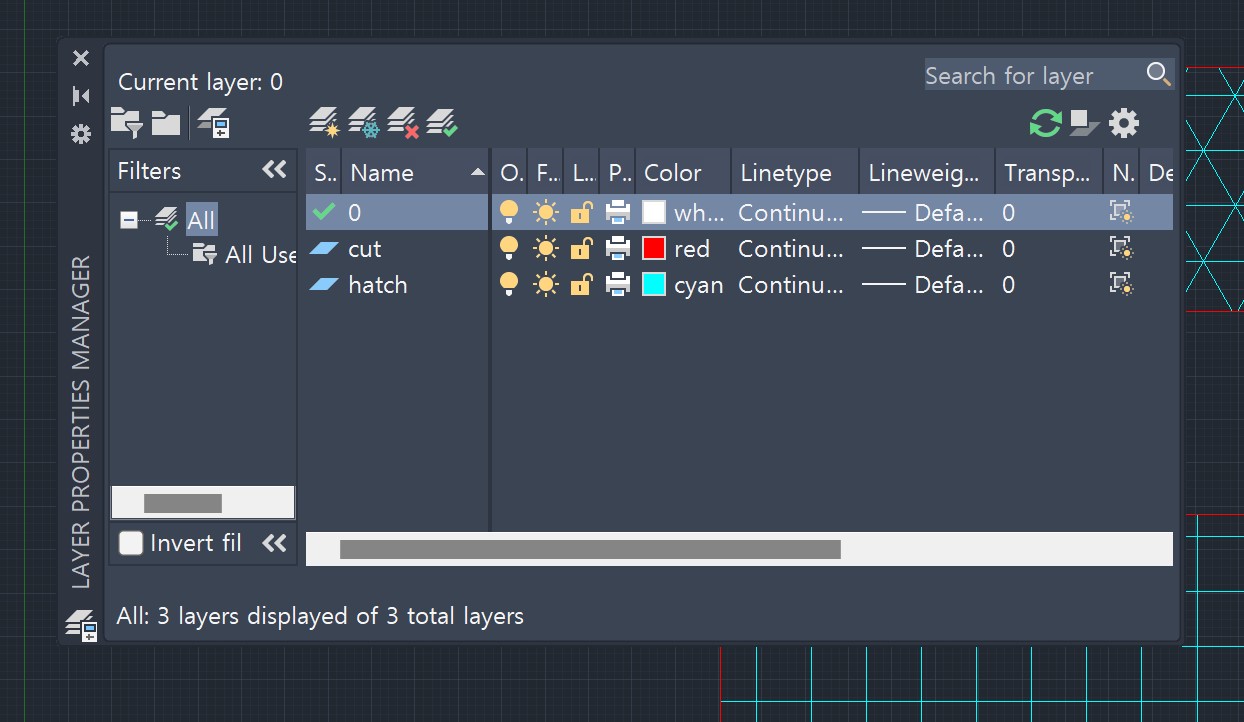 Current layer: 0
Search for layer
Filters
S.. Name O. F... L... P.. Color Linetype Lineweig... Transp... N. De
All
All Use
0 wh... Continu... Defa... 0
cut red Continu... Defa... 0
hatch cyan Continu... Defa... 0
LAYER PROPERTIES MANAGER
Invert fil
All: 3 layers displayed of 3 total layers